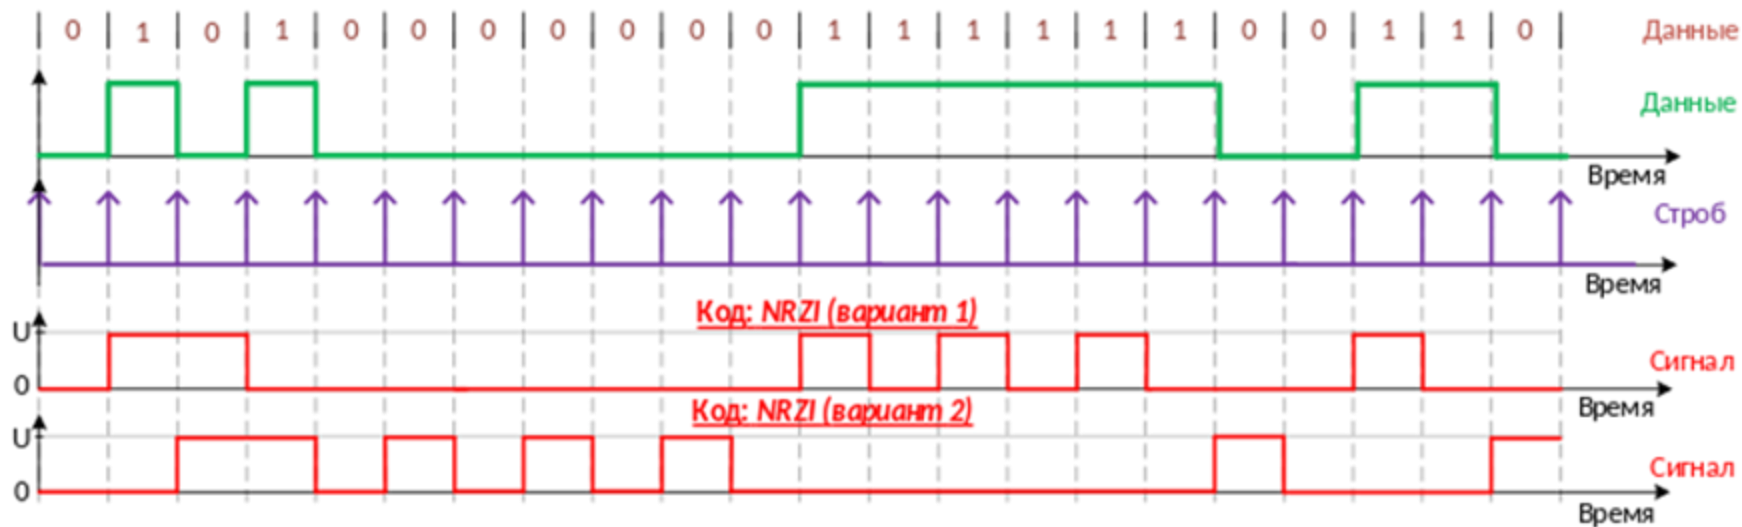 0 1 0 1 0 0 0 0 0 0 0 1 1 1 1 1 1 0 0 1 1 0 Данные
Данные
Время
Строб
Время
Код: NRZI (вариант 1)
U
Сигнал
0
Время
Код: NRZI (вариант 2)
U
Сигнал
0
Время